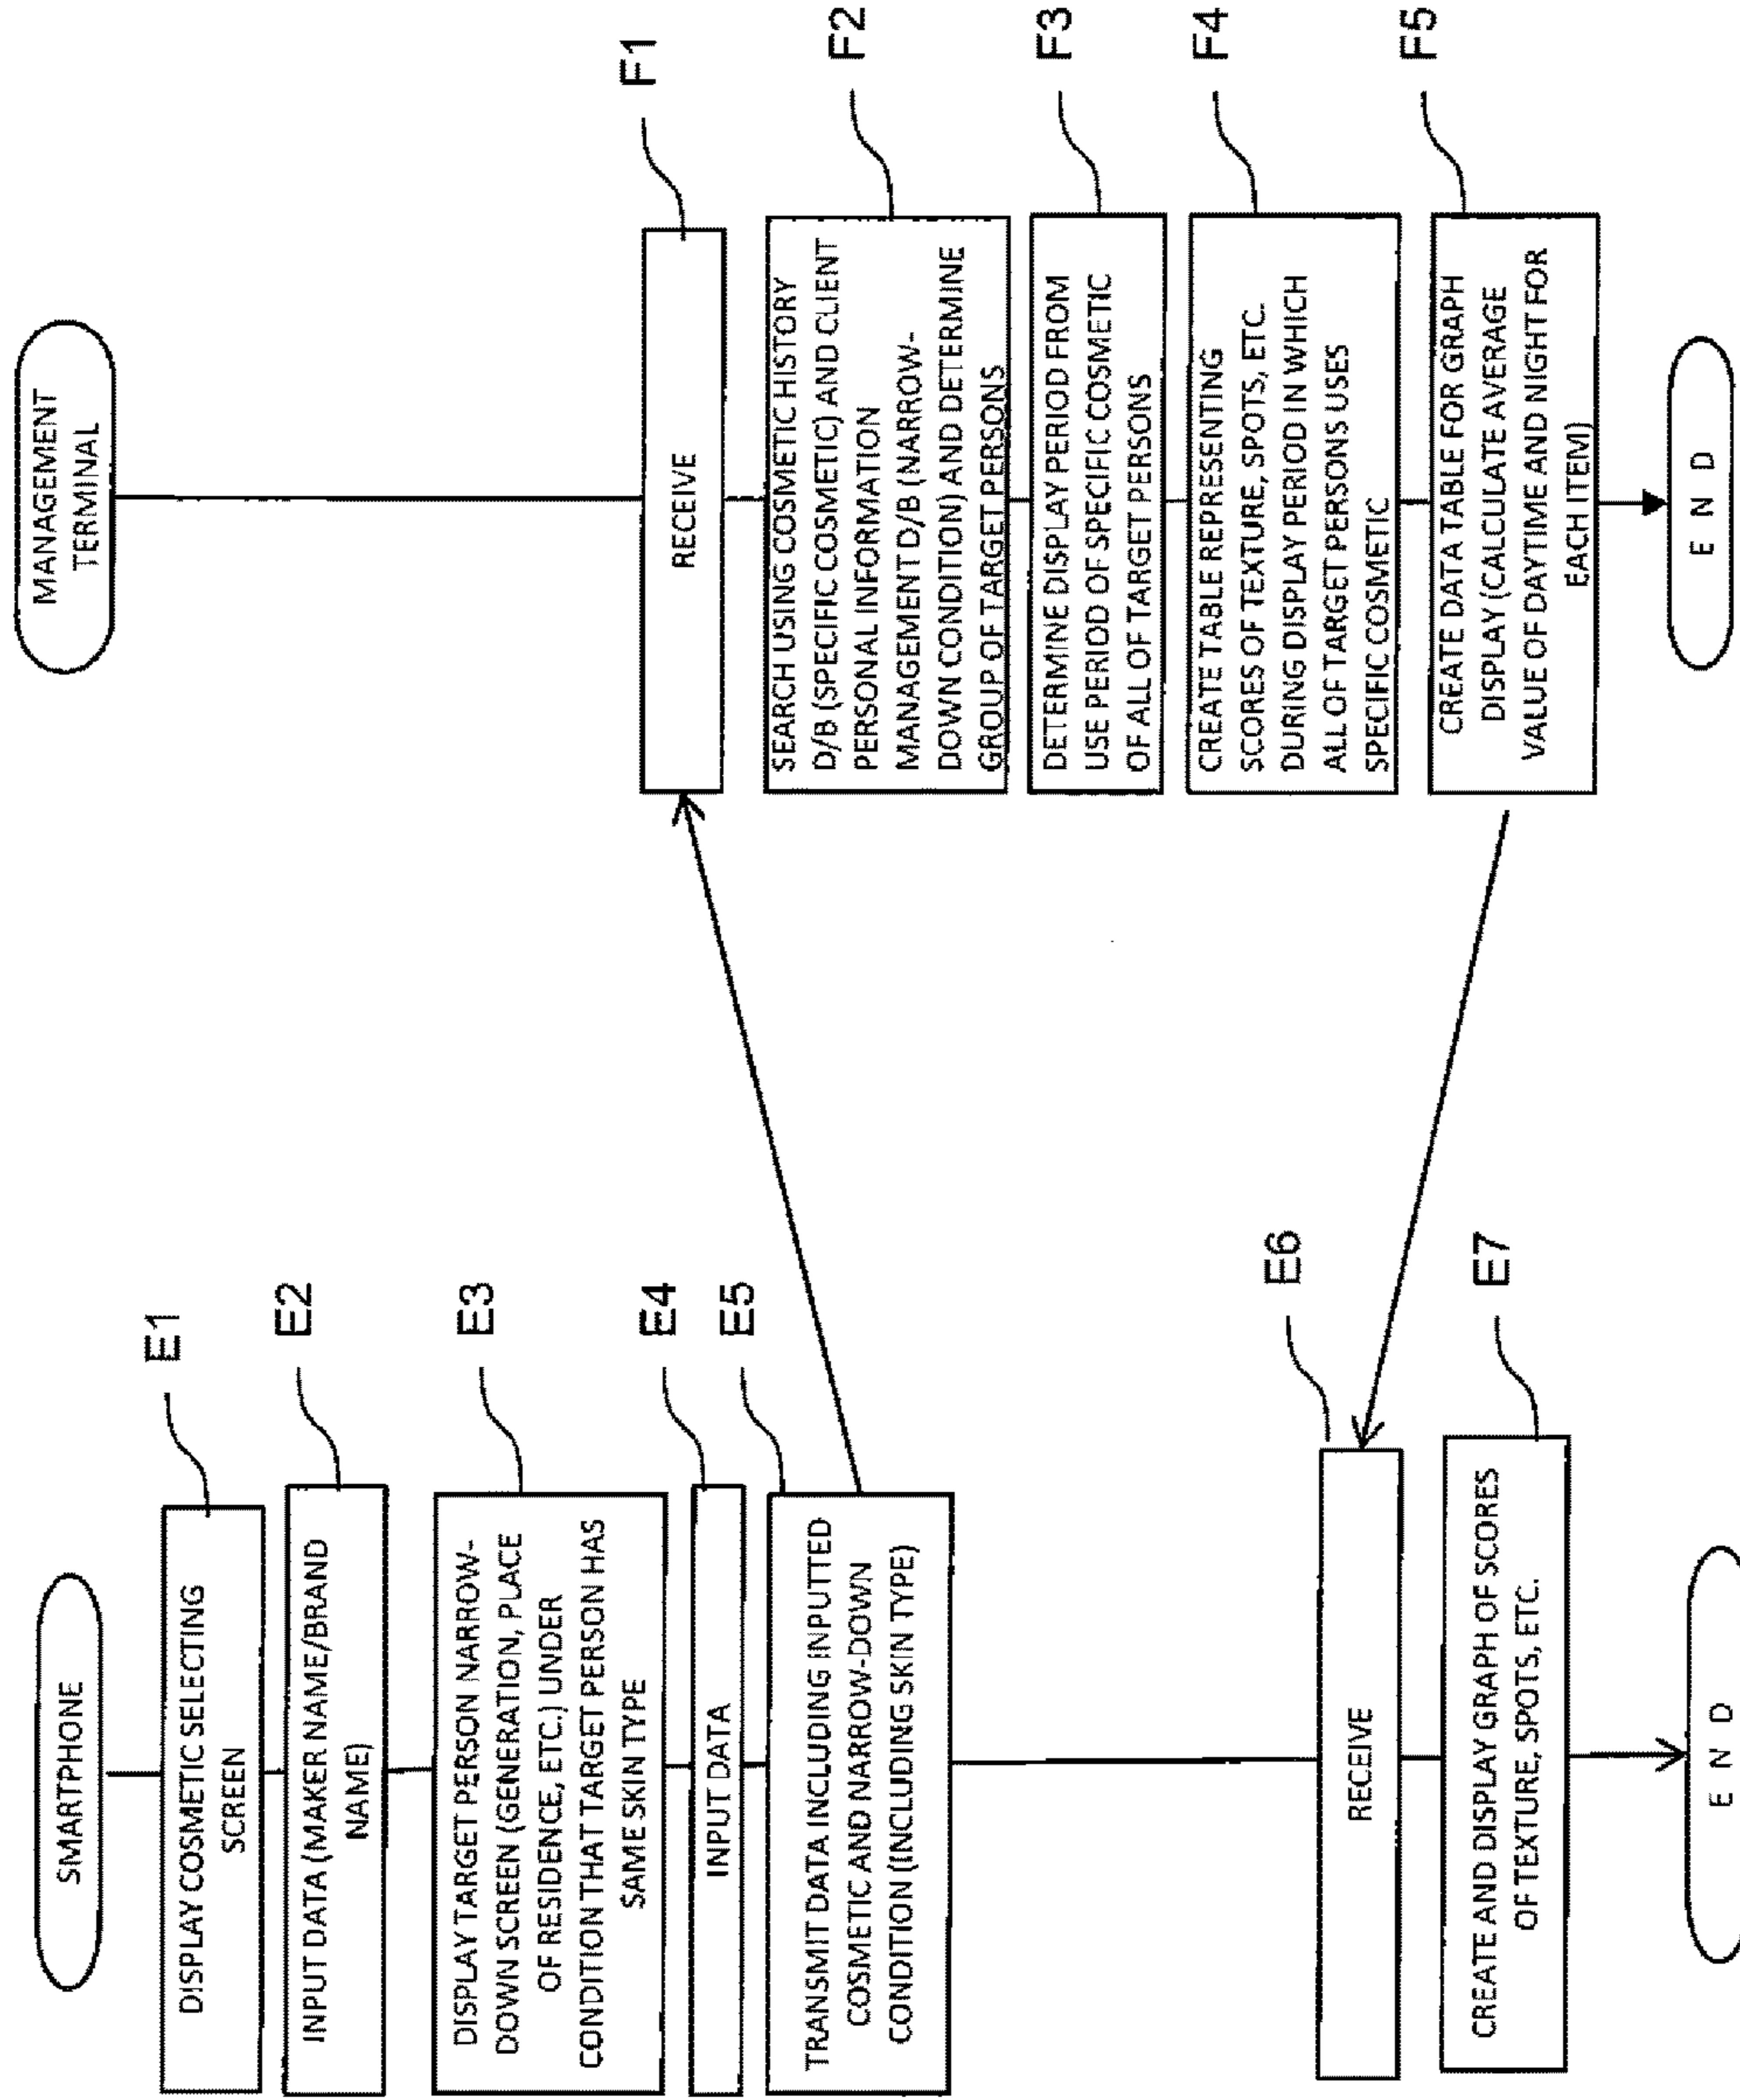 SMARTPHONE
DISPLAY COSMETIC SELECTING
SCREEN
E1
INPUT DATA (MAKER NAME/BRAND
NAME)
E2
DISPLAY TARGET PERSON NARROW-
DOWN SCREEN (GENERATION, PLACE
OF RESIDENCE, ETC.) UNDER
CONDITION THAT TARGET PERSON HAS
SAME SKIN TYPE
E3
INPUT DATA
E4
TRANSMIT DATA INCLUDING INPUTTED
COSMETIC AND NARROW-DOWN
CONDITION (INCLUDING SKIN TYPE)
E5
RECEIVE
E6
CREATE AND DISPLAY GRAPH OF SCORES
OF TEXTURE, SPOTS, ETC.
E7
E N D
MANAGEMENT
TERMINAL
RECEIVE
F1
SEARCH USING COSMETIC HISTORY
D/B (SPECIFIC COSMETIC) AND CLIENT
PERSONAL INFORMATION
MANAGEMENT D/B (NARROW-
DOWN CONDITION) AND DETERMINE
GROUP OF TARGET PERSONS
F2
DETERMINE DISPLAY PERIOD FROM
USE PERIOD OF SPECIFIC COSMETIC
OF ALL OF TARGET PERSONS
F3
CREATE TABLE REPRESENTING
SCORES OF TEXTURE, SPOTS, ETC.
DURING DISPLAY PERIOD IN WHICH
ALL OF TARGET PERSONS USES
SPECIFIC COSMETIC
F4
CREATE DATA TABLE FOR GRAPH
DISPLAY (CALCULATE AVERAGE
VALUE OF DAYTIME AND NIGHT FOR
EACH ITEM)
F5
E N D